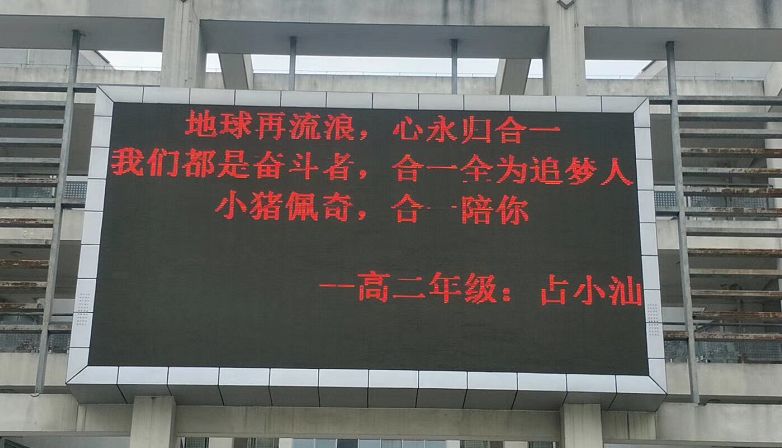 地球再流浪，心永归合一
我们都是奋斗者，合一全为追梦人
小猪佩奇，合一陪你
--高二年级：占小汕